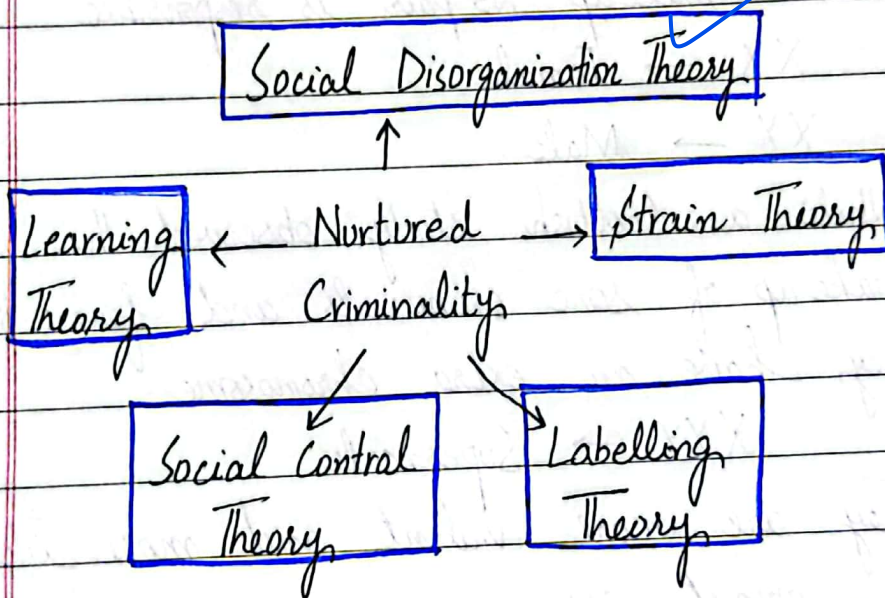 Social Disorganization Theory
Learning
Theory
Nurtured
Criminality
Strain Theory
Social Control
Theory
Labelling
Theory